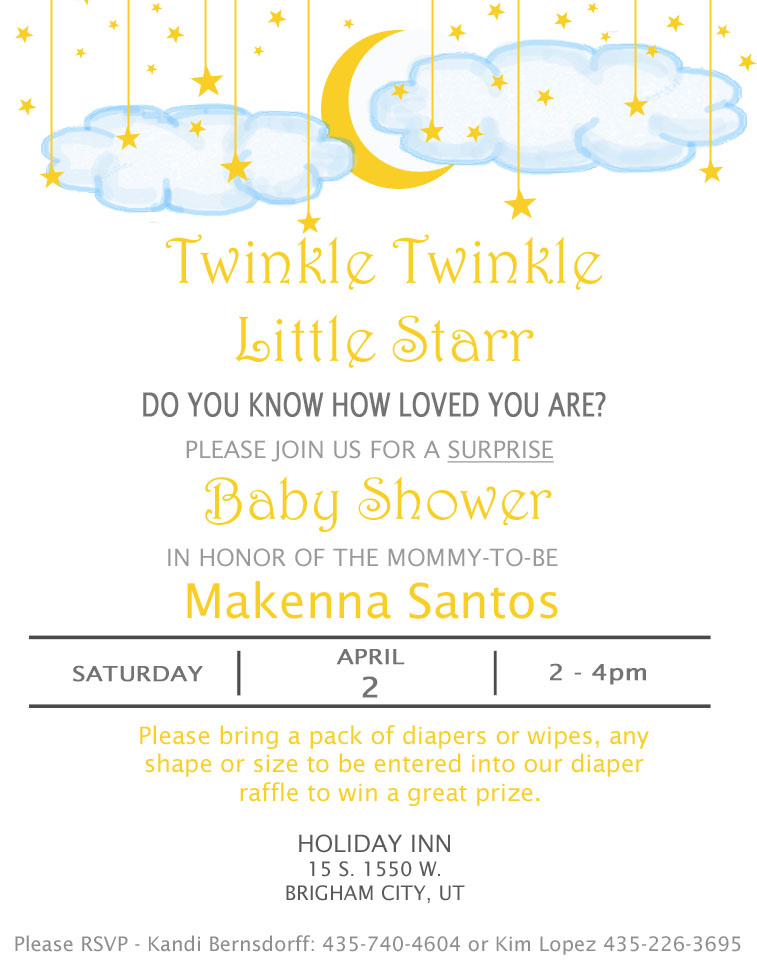 Twinkle Twinkle
Little Starr
DO YOU KNOW HOW LOVED YOU ARE?
PLEASE JOIN US FOR A SURPRISE
Baby Shower
IN HONOR OF THE MOMMY-TO-BE
Makenna Santos
SATURDAY
APRIL
2
2 - 4pm
Please bring a pack of diapers or wipes, any
shape or size to be entered into our diaper
raffle to win a great prize.
HOLIDAY INN
15 S. 1550 W.
BRIGHAM CITY, UT
Please RSVP - Kandi Bernsdorff: 435-740-4604 or Kim Lopez 435-226-3695